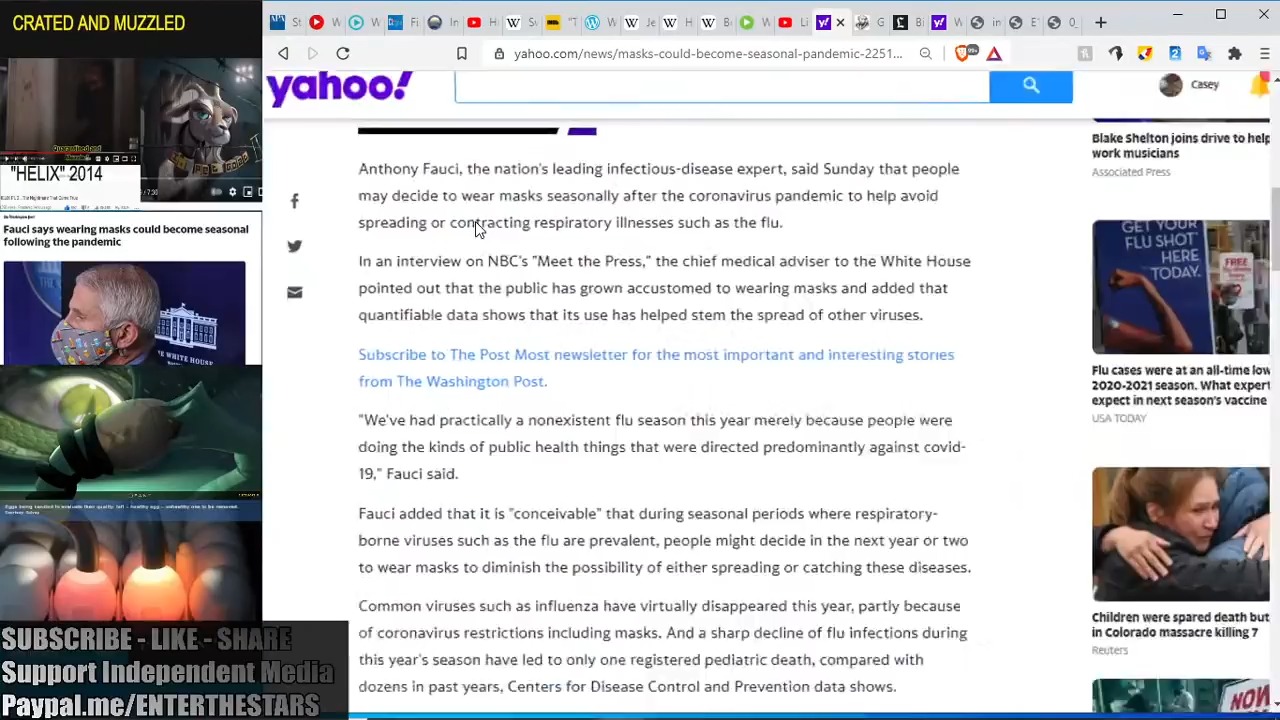 CRATED AND MUZZLED
yahoo.com/news/masks-could-become-seasonal-pandemic-2251...
yahoo!
Casey
Quarantined and
"HELIX" 2014
Fauci says wearing masks could become seasonal
following the pandemic
THE WHITE HOUSE
SUBSCRIBE - LIKE - SHARE
Support Independent Media
Paypal.me/ENTERTHESTARS
Anthony Fauci, the nation's leading infectious-disease expert, said Sunday that people
may decide to wear masks seasonally after the coronavirus pandemic to help avoid
spreading or contracting respiratory illnesses such as the flu.
In an interview on NBC's "Meet the Press," the chief medical adviser to the White House
pointed out that the public has grown accustomed to wearing masks and added that
quantifiable data shows that its use has helped stem the spread of other viruses.
Subscribe to The Post Most newsletter for the most important and interesting stories
from The Washington Post.
"We've had practically a nonexistent flu season this year merely because people were
doing the kinds of public health things that were directed predominantly against covid-
19," Fauci said.
Fauci added that it is "conceivable" that during seasonal periods where respiratory-
borne viruses such as the flu are prevalent, people might decide in the next year or two
to wear masks to diminish the possibility of either spreading or catching these diseases.
Common viruses such as influenza have virtually disappeared this year, partly because
of coronavirus restrictions including masks. And a sharp decline of flu infections during
this year's season have led to only one registered pediatric death, compared with
dozens in past years, Centers for Disease Control and Prevention data shows.
Blake Shelton joins drive to help
work musicians
Associated Press
GET YOUR
FLU SHOT
HERE
TODAY.
FREE
Flu cases were at an all-time low
2020-2021 season. What expert
expect in next season's vaccine
USA TODAY
Children were spared death but
in Colorado massacre killing 7
Reuters
NOW